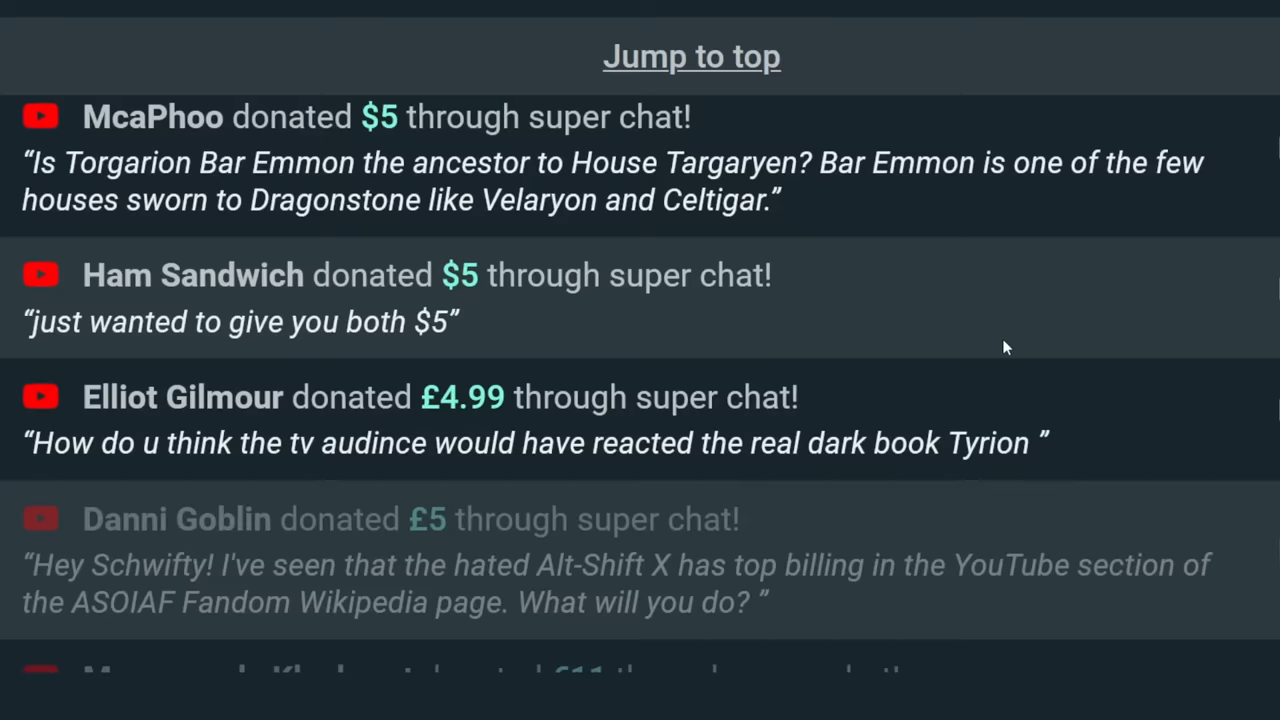 Jump to top
McaPhoo donated $5 through super chat!
“Is Torgarion Bar Emmon the ancestor to House Targaryen? Bar Emmon is one of the few
houses sworn to Dragonstone like Velaryon and Celtigar.”
Ham Sandwich donated $5 through super chat!
“just wanted to give you both $5”
Elliot Gilmour donated £4.99 through super chat!
“How do u think the tv audince would have reacted the real dark book Tyrion ”
Danni Goblin donated £5 through super chat!
“Hey Schwifty! I've seen that the hated Alt-Shift X has top billing in the YouTube section of
the ASOIAF Fandom Wikipedia page. What will you do? ”